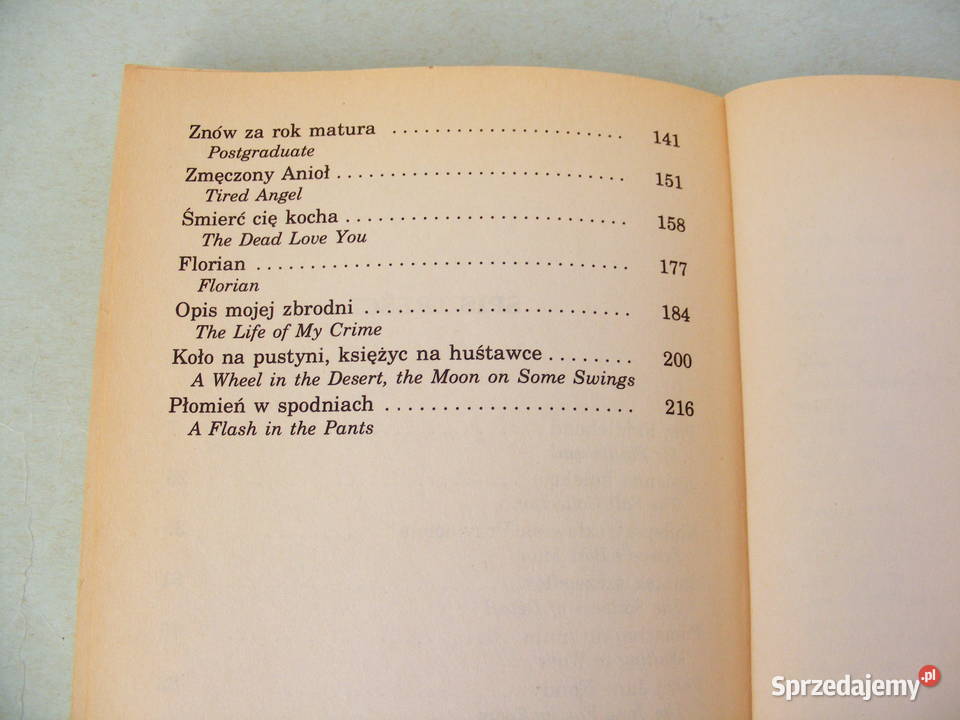 Znów za rok matura ........................ 141
Postgraduate
Zmęczony Anioł ............................ 151
Tired Angel
Śmierć cię kocha ........................... 158
The Dead Love You
Florian .................................... 177
Florian
Opis mojej zbrodni ......................... 184
The Life of My Crime
Koło na pustyni, księżyc na huśtawce ........ 200
A Wheel in the Desert, the Moon on Some Swings
Płomień w spodniach ........................ 216
A Flash in the Pants
Sprzedajemy.pl